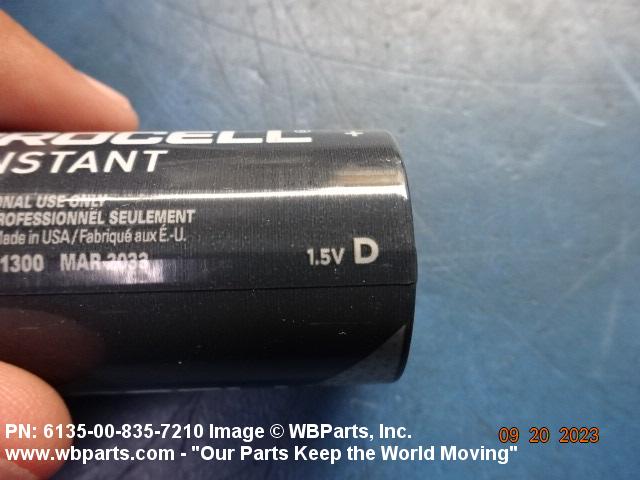 ROCELL® +
NSTANT
ONAL USE ONLY
PROFESSIONNEL SEULEMENT
Made in USA/Fabriqué aux É.-U.
1300 MAR 2033
1.5V D
PN: 6135-00-835-7210 Image © WBParts, Inc.
09 20 2023
www.wbparts.com - "Our Parts Keep the World Moving"